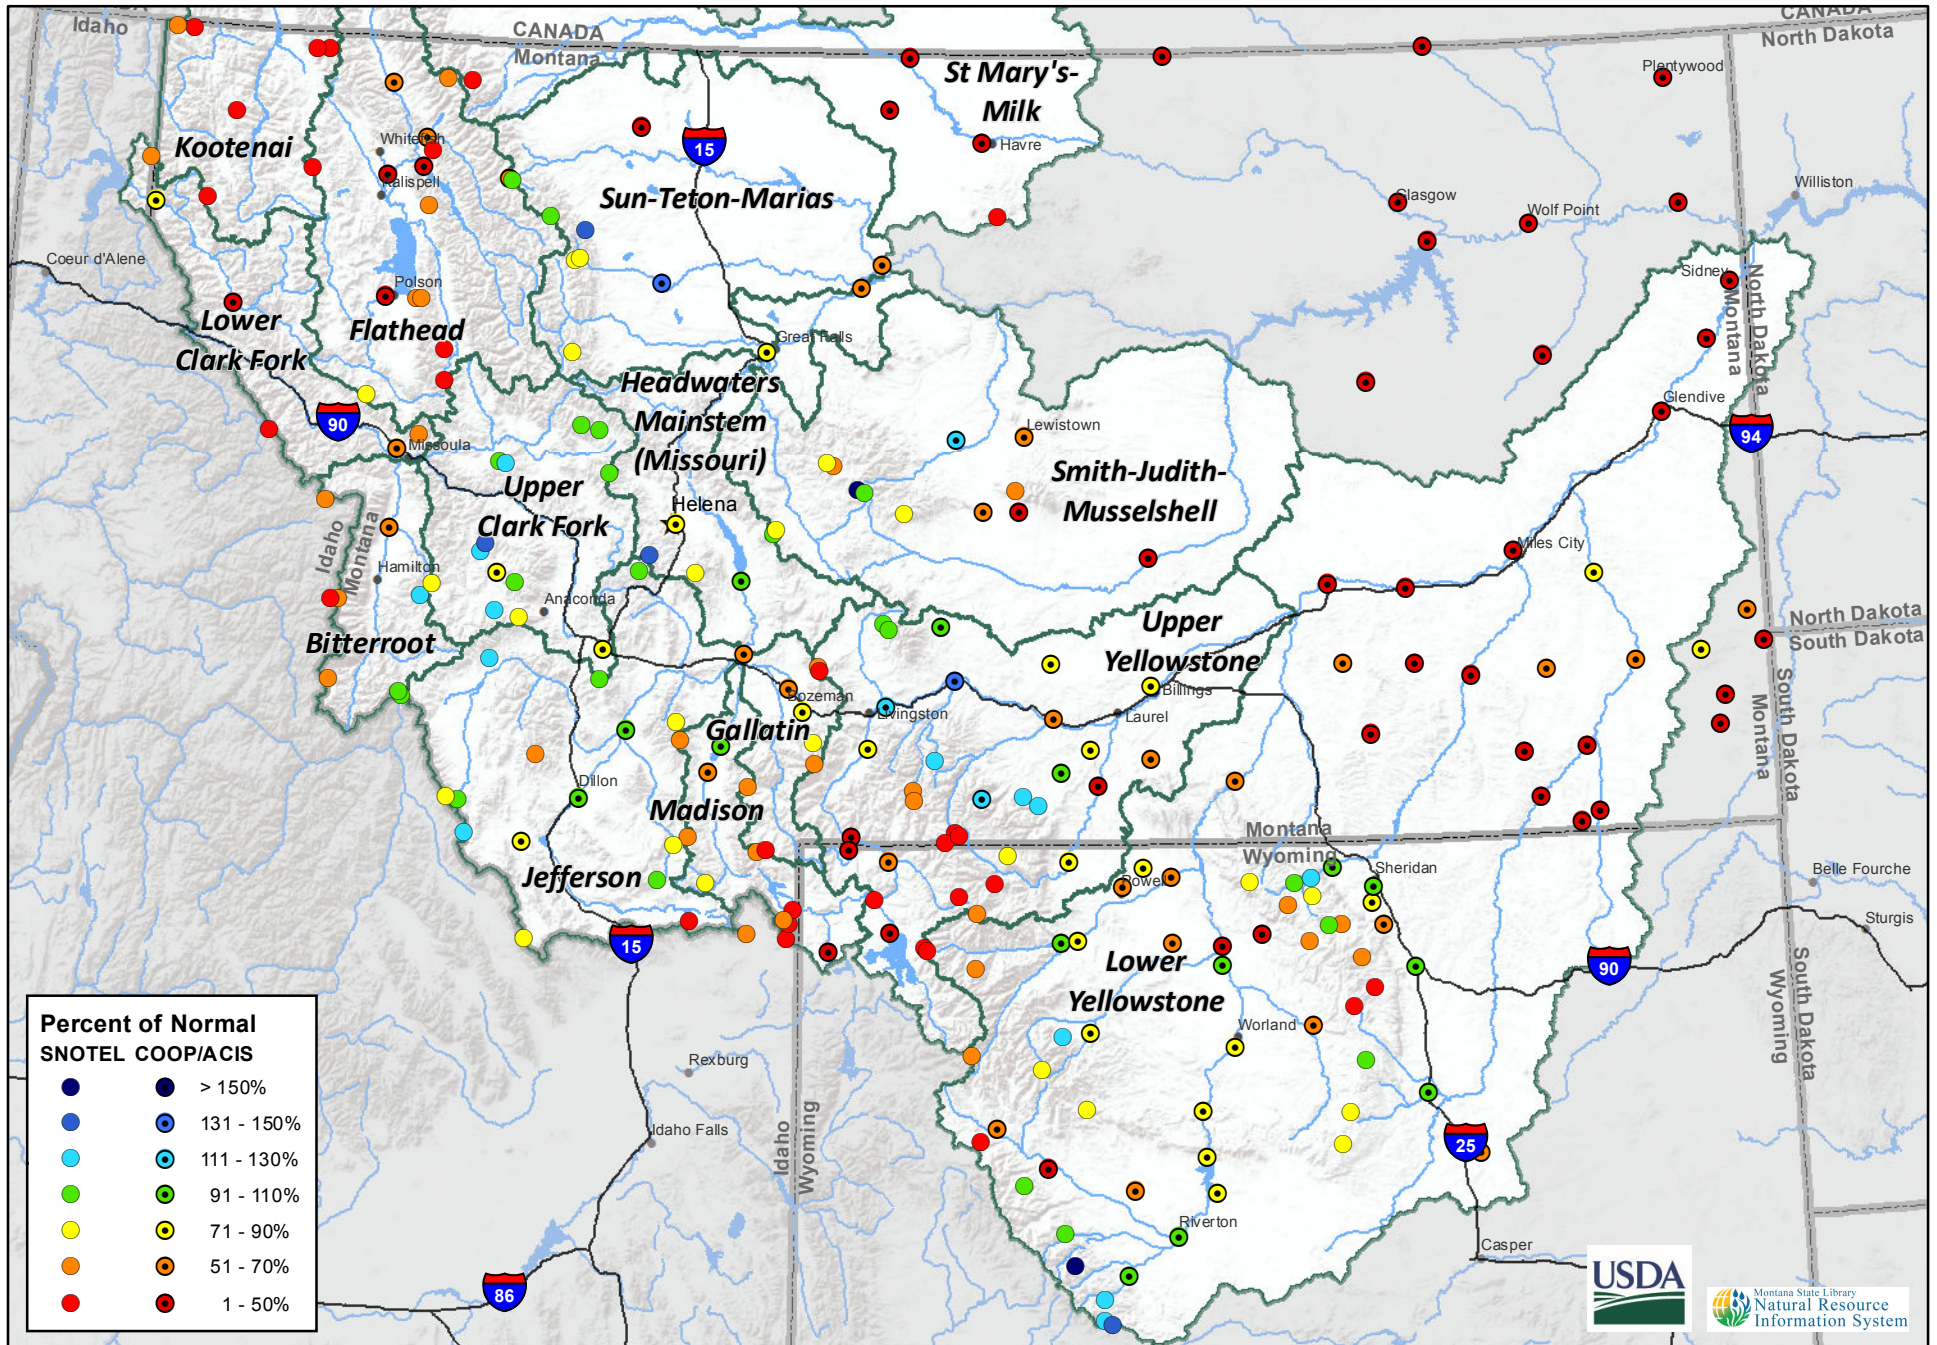 Idaho
CANADA
Montana
CANADA
North Dakota
St Mary's-
Milk
Plentywood
Kootenai
Whitefish
Kalispell
15
Havre
Sun-Teton-Marias
Glasgow
Wolf Point
Williston
Coeur d'Alene
Polson
Sidney
North Dakota
Montana
Lower
Clark Fork
Flathead
Great Falls
Headwaters
Mainstem
(Missouri)
90
Missoula
Lewistown
Glendive
94
Upper
Clark Fork
Smith-Judith-
Musselshell
Helena
Idaho
Montana
Hamilton
Anaconda
Miles City
Bitterroot
Upper
Yellowstone
North Dakota
South Dakota
Bozeman
Livingston
Billings
Laurel
Gallatin
South Dakota
Montana
Dillon
Madison
Jefferson
Montana
Wyoming
Sheridan
Powell
Belle Fourche
Sturgis
15
Lower
Yellowstone
90
South Dakota
Wyoming
Worland
Rexburg
Idaho Falls
Idaho
Wyoming
25
Riverton
Casper
86
Percent of Normal
SNOTEL COOP/ACIS
> 150%
131 - 150%
111 - 130%
91 - 110%
71 - 90%
51 - 70%
1 - 50%
USDA
Montana State Library
Natural Resource
Information System